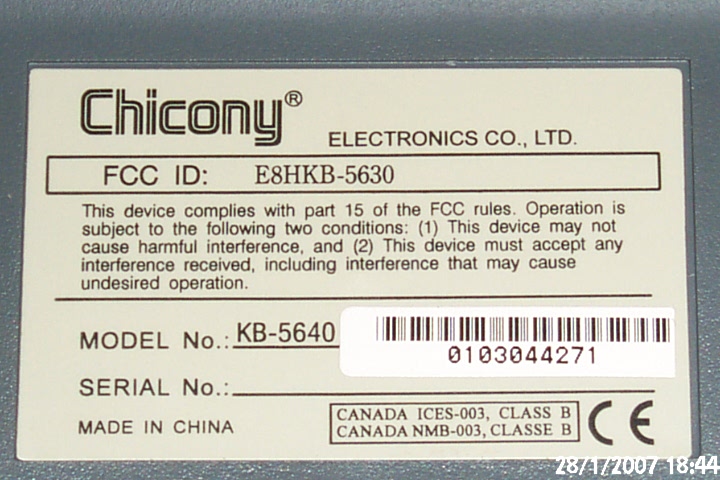 Chicony®
ELECTRONICS CO., LTD.
FCC ID: E8HKB-5630
This device complies with part 15 of the FCC rules. Operation is
subject to the following two conditions: (1) This device may not
cause harmful interference, and (2) This device must accept any
interference received, including interference that may cause
undesired operation.
MODEL No.: KB-5640
0103044271
SERIAL No.:
MADE IN CHINA
CANADA ICES-003, CLASS B
CANADA NMB-003, CLASSE B
CE
28/1/2007 18:44